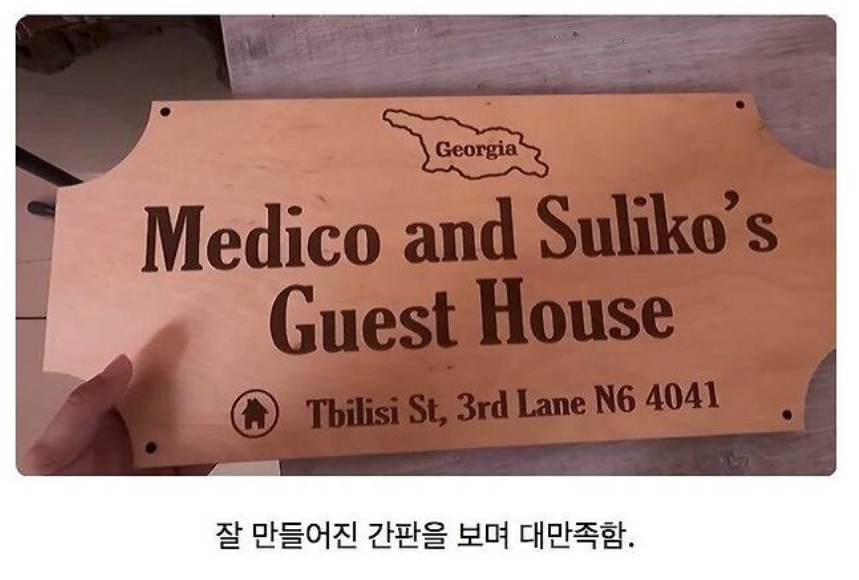 Georgia
Medico and Suliko's
Guest House
Tbilisi St, 3rd Lane N6 4041
잘 만들어진 간판을 보며 대만족함.